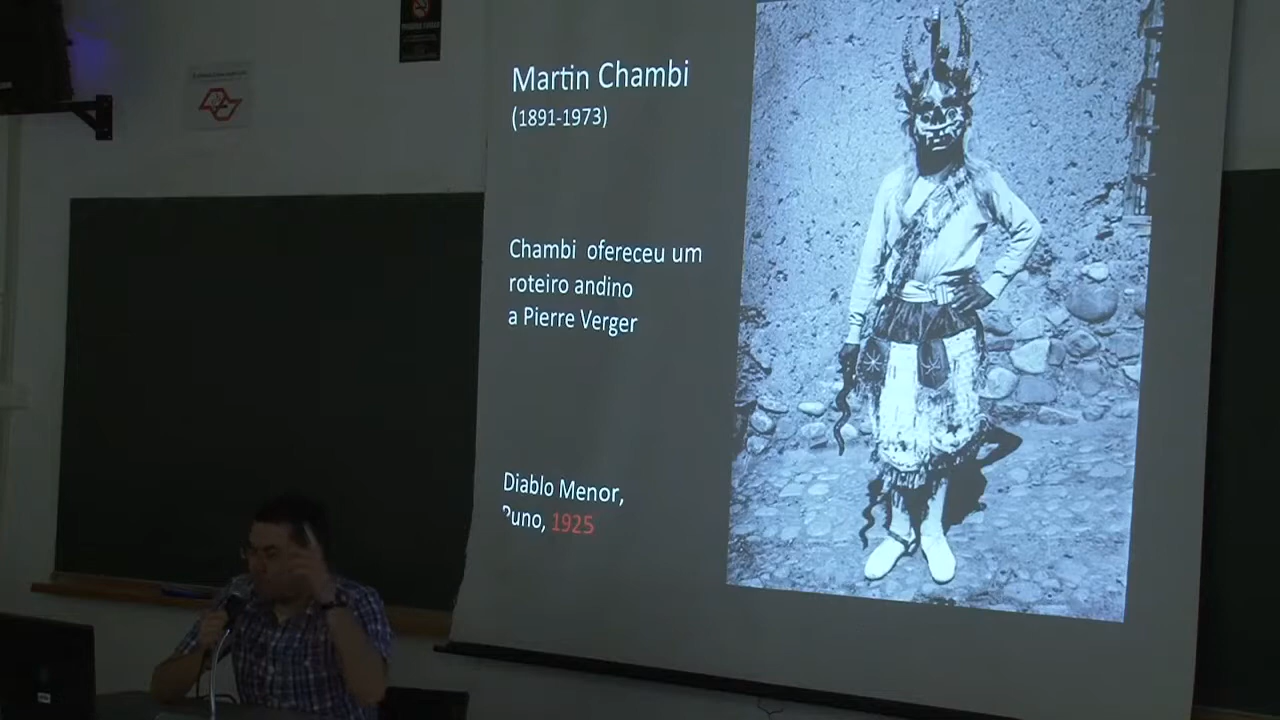 Martin Chambi
(1891-1973)
Chambi ofereceu um
roteiro andino
a Pierre Verger
Diablo Menor,
Puno, 1925